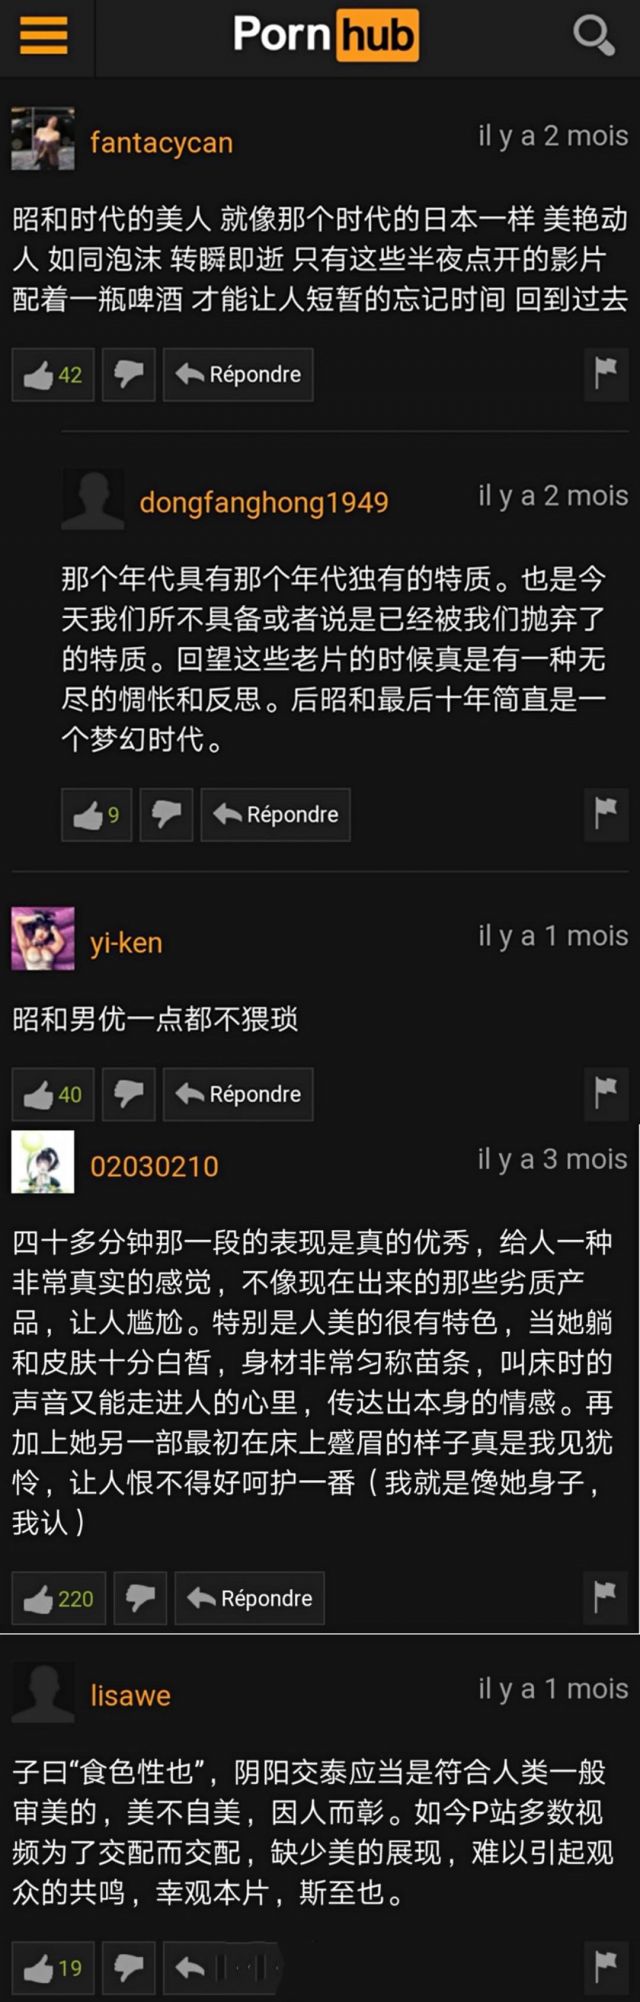 Pornhub
fantacycan
il y a 2 mois
昭和时代的美人 就像那个时代的日本一样 美艳动
人 如同泡沫 转瞬即逝 只有这些半夜点开的影片
配着一瓶啤酒 才能让人短暂的忘记时间 回到过去
42
Répondre
dongfanghong1949
il y a 2 mois
那个年代具有那个年代独有的特质。也是今
天我们所不具备或者说是已经被我们抛弃了
的特质。回望这些老片的时候真是有一种无
尽的惆怅和反思。后昭和最后十年简直是一
个梦幻时代。
9
Répondre
yi-ken
il y a 1 mois
昭和男优一点都不猥琐
40
Répondre
02030210
il y a 3 mois
四十多分钟那一段的表现是真的优秀，给人一种
非常真实的感觉，不像现在出来的那些劣质产
品，让人尴尬。特别是人美的很有特色，当她躺
和皮肤十分白皙，身材非常匀称苗条，叫床时的
声音又能走进人的心里，传达出本身的情感。再
加上她另一部最初在床上蹙眉的样子真是我见犹
怜，让人恨不得好呵护一番（我就是馋她身子，
我认）
220
Répondre
lisawe
il y a 1 mois
子曰“食色性也”，阴阳交泰应当是符合人类一般
审美的，美不自美，因人而彰。如今P站多数视
频为了交配而交配，缺少美的展现，难以引起观
众的共鸣，幸观本片，斯至也。
19